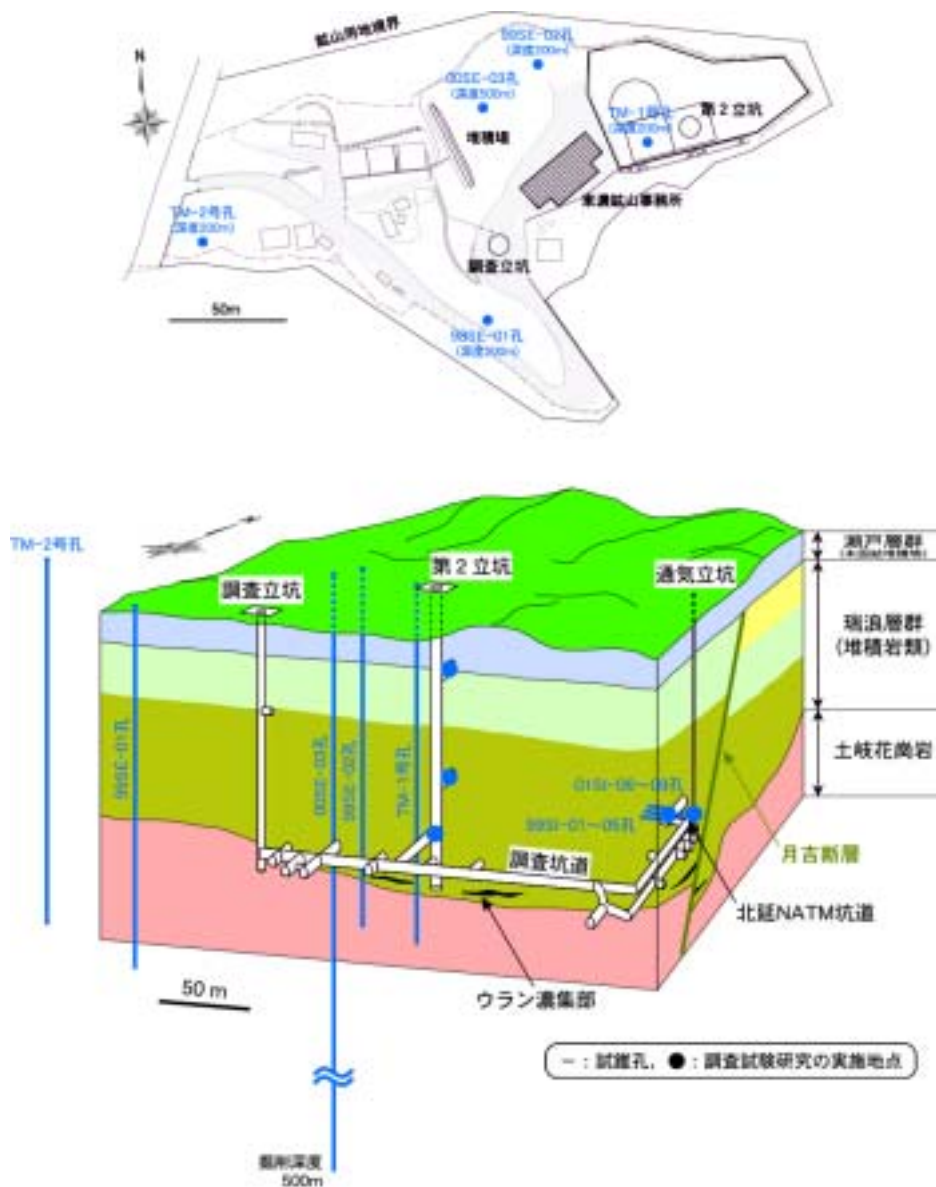 鉱山用地境界
N
99SE-02孔
(深度200m)
00SE-03孔
(深度500m)
堆積場
TM-1号孔
(深度200m)
第2立坑
東濃鉱山事務所
TM-2号孔
(深度200m)
調査立坑
50m
(深度200m)
TM-2号孔
調査立坑
第2立坑
通気立坑
瀬戸層群
瑞浪層群
(堆積岩類)
土岐花崗岩
99SE-01孔
00SE-03孔
99SE-02孔
TM-1号孔
01SI-06~09孔
99SI-01~05孔
調査坑道
月吉断層
北延NATM坑道
50 m
ウラン濃集部
-:試錐孔, ●:調査試験研究の実施地点
掘削深度
500m